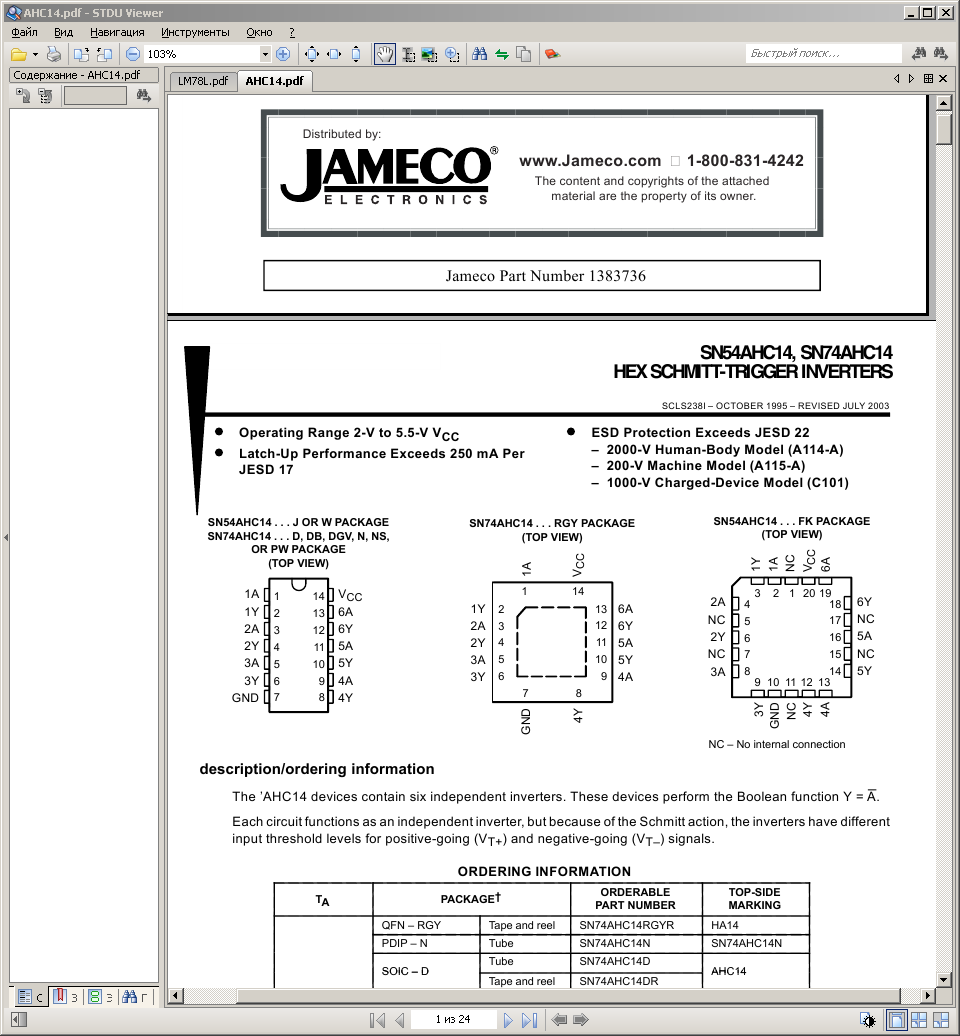 AHC14.pdf - STDU Viewer
Файл Вид Навигация Инструменты Окно ?
103%
Быстрый поиск...
Содержание - AHC14.pdf
LM78L.pdf AHC14.pdf
Distributed by:
JAMECO®
ELECTRONICS
www.Jameco.com □ 1-800-831-4242
The content and copyrights of the attached
material are the property of its owner.
Jameco Part Number 1383736
SN54AHC14, SN74AHC14
HEX SCHMITT-TRIGGER INVERTERS
SCLS238I – OCTOBER 1995 – REVISED JULY 2003
● Operating Range 2-V to 5.5-V VCC
● Latch-Up Performance Exceeds 250 mA Per
JESD 17
● ESD Protection Exceeds JESD 22
– 2000-V Human-Body Model (A114-A)
– 200-V Machine Model (A115-A)
– 1000-V Charged-Device Model (C101)
SN54AHC14 . . . J OR W PACKAGE
SN74AHC14 . . . D, DB, DGV, N, NS,
OR PW PACKAGE
(TOP VIEW)
1A 1 14 VCC
1Y 2 13 6A
2A 3 12 6Y
2Y 4 11 5A
3A 5 10 5Y
3Y 6 9 4A
GND 7 8 4Y
SN74AHC14 . . . RGY PACKAGE
(TOP VIEW)
1A VCC
1 14
1Y 2 13 6A
2A 3 12 6Y
2Y 4 11 5A
3A 5 10 5Y
3Y 6 9 4A
7 8
GND 4Y
SN54AHC14 . . . FK PACKAGE
(TOP VIEW)
1Y 1A NC VCC 6A
3 2 1 20 19
2A 4 18 6Y
NC 5 17 NC
2Y 6 16 5A
NC 7 15 NC
3A 8 14 5Y
9 10 11 12 13
3Y GND NC 4Y 4A
NC – No internal connection
description/ordering information
The ’AHC14 devices contain six independent inverters. These devices perform the Boolean function Y = A̅.
Each circuit functions as an independent inverter, but because of the Schmitt action, the inverters have different
input threshold levels for positive-going (VT+) and negative-going (VT–) signals.
ORDERING INFORMATION
TA PACKAGE† ORDERABLE PART NUMBER TOP-SIDE MARKING
QFN – RGY Tape and reel SN74AHC14RGYR HA14
PDIP – N Tube SN74AHC14N SN74AHC14N
SOIC – D Tube SN74AHC14D AHC14
Tape and reel SN74AHC14DR
С З Э Г
1 из 24